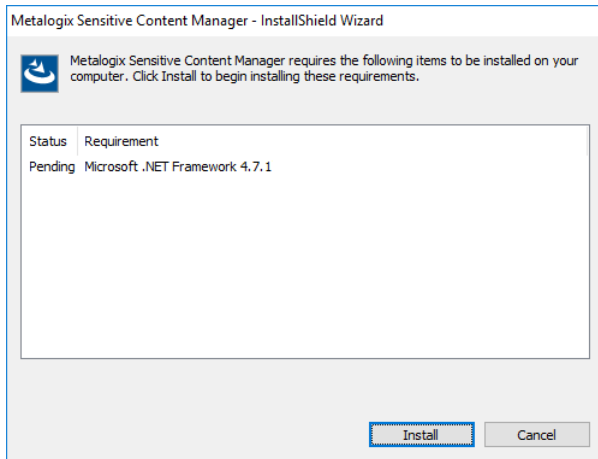 Metalogix Sensitive Content Manager - InstallShield Wizard
Metalogix Sensitive Content Manager requires the following items to be installed on your
computer. Click Install to begin installing these requirements.
Status Requirement
Pending Microsoft .NET Framework 4.7.1
Install Cancel